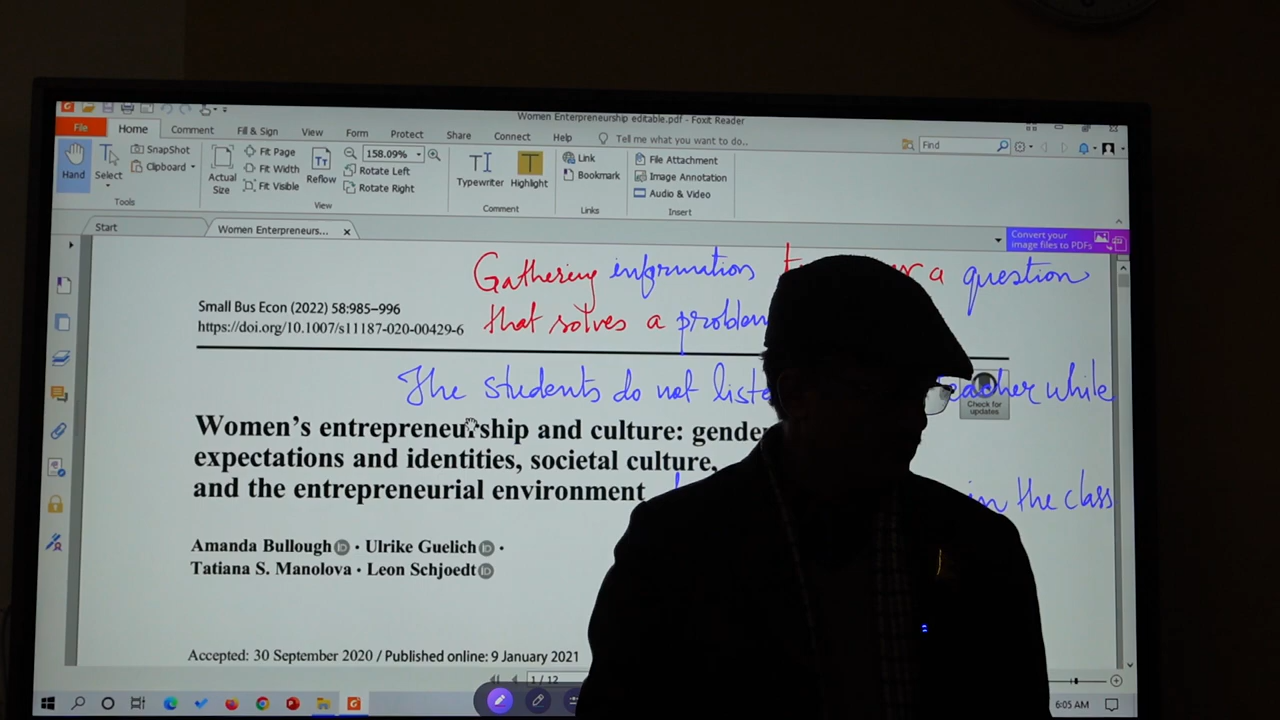 Women Enterpreneurship editable.pdf - Foxit Reader
File Home Comment Fill & Sign View Form Protect Share Connect Help Tell me what you want to do.. Find
SnapShot Fit Page 158.09% Link File Attachment
Clipboard Fit Width Rotate Left Bookmark Image Annotation
Hand Select Actual Size Fit Visible Reflow Rotate Right Typewriter Highlight Audio & Video
Tools View Comment Links Insert
Start Women Enterpreneurs... Convert your
image files to PDFs
Gathering information a question
Small Bus Econ (2022) 58:985–996
https://doi.org/10.1007/s11187-020-00429-6 that solves a problem
The students do not teacher while
Check for
updates
Women's entrepreneurship and culture: gender
expectations and identities, societal culture,
and the entrepreneurial environment in the class
Amanda Bullough iD · Ulrike Guelich iD ·
Tatiana S. Manolova · Leon Schjoedt iD
Accepted: 30 September 2020 / Published online: 9 January 2021
1 / 12
6:05 AM